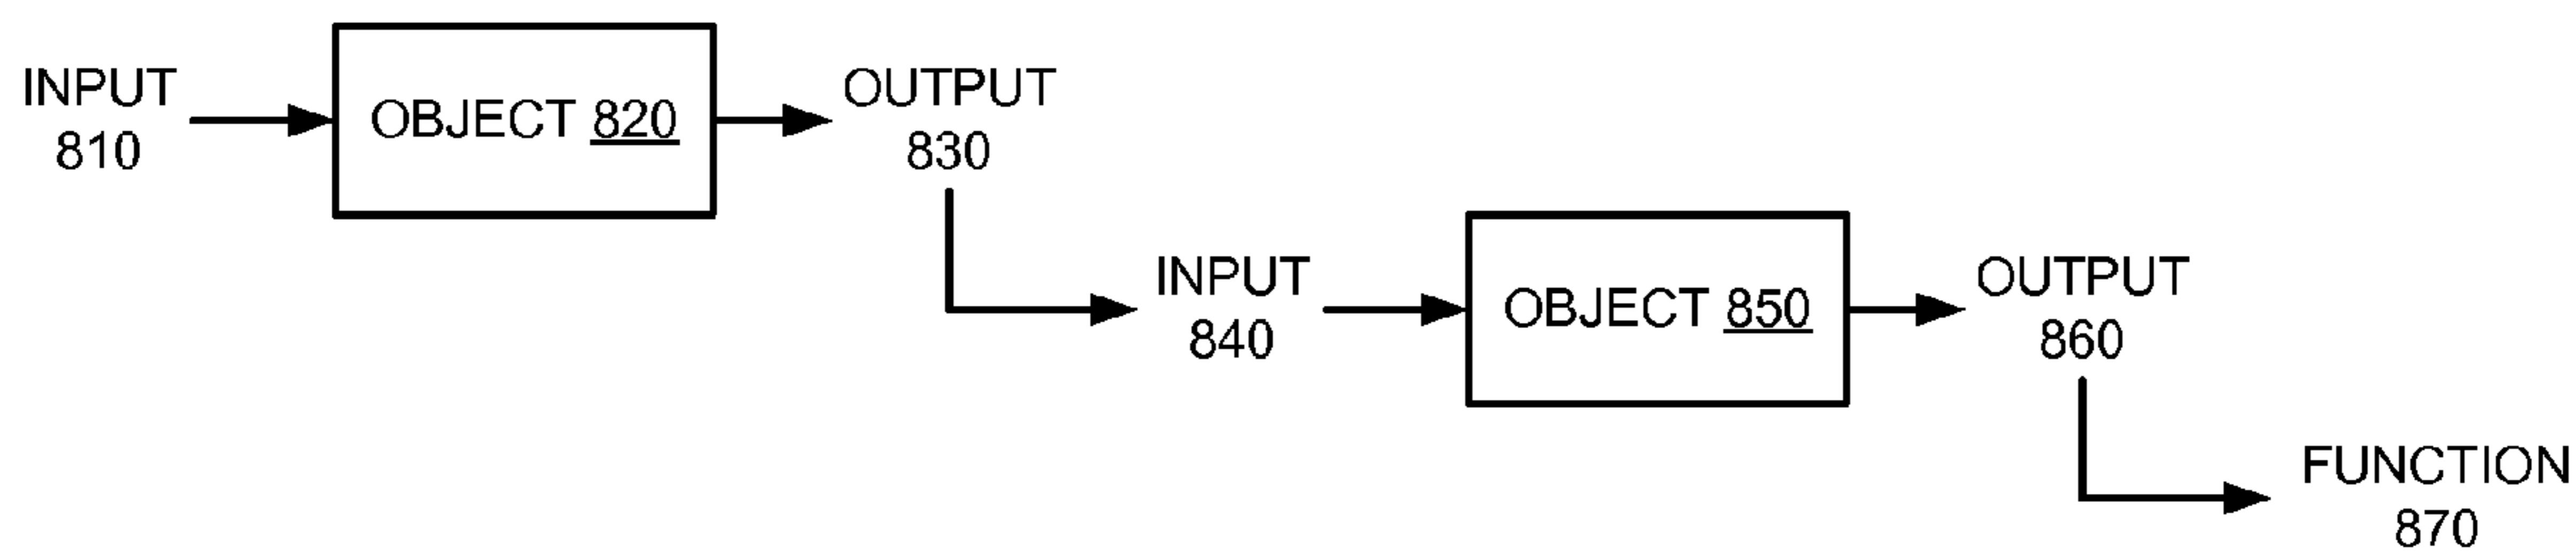 INPUT
810
OBJECT 820
OUTPUT
830
INPUT
840
OBJECT 850
OUTPUT
860
FUNCTION
870